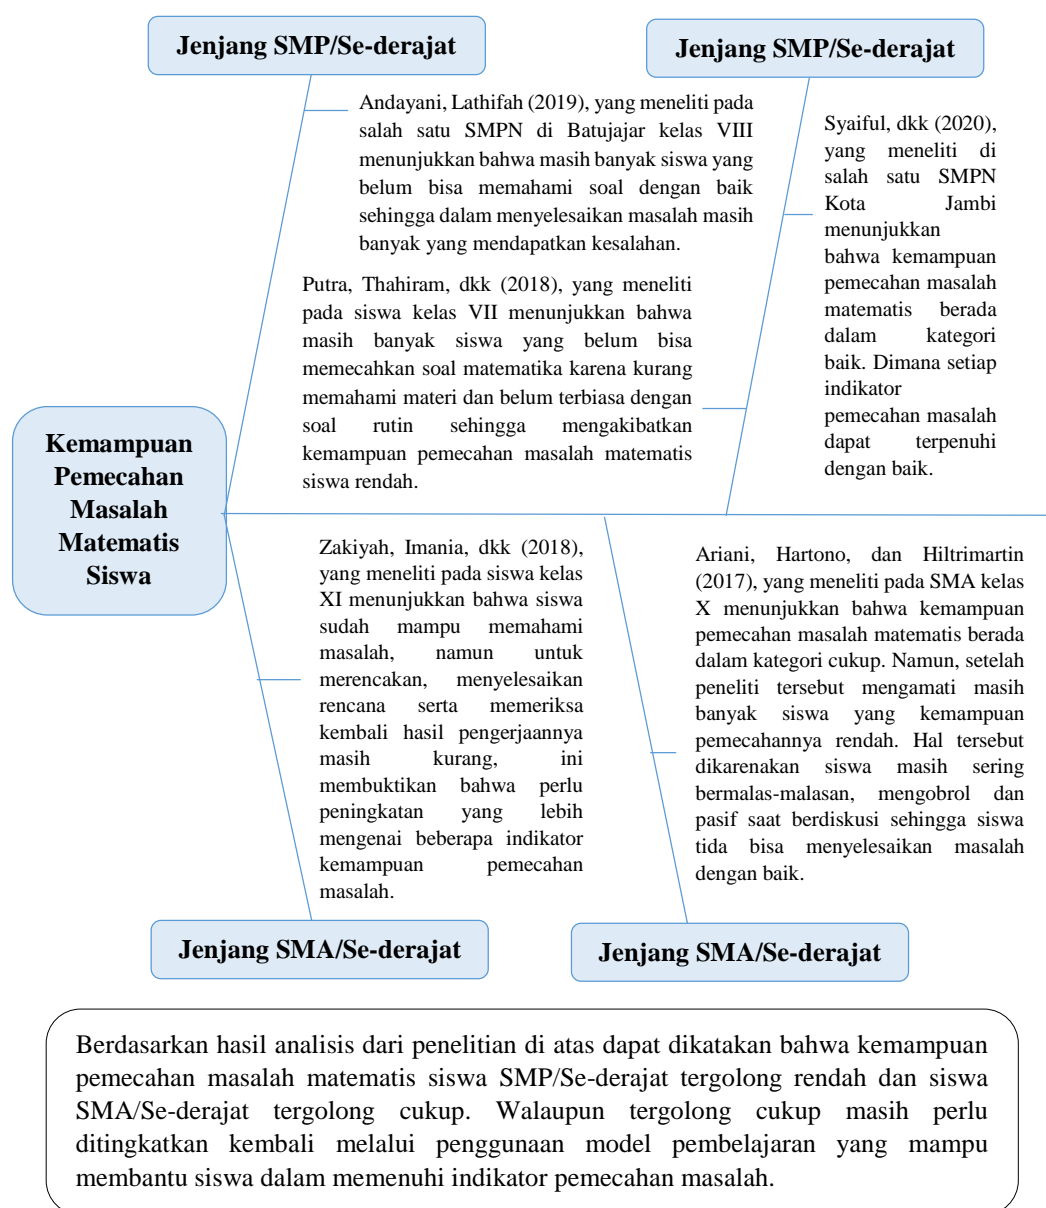 Jenjang SMP/Se-derajat
Jenjang SMP/Se-derajat
Andayani, Lathifah (2019), yang meneliti pada
salah satu SMPN di Batujajar kelas VIII
menunjukkan bahwa masih banyak siswa yang
belum bisa memahami soal dengan baik
sehingga dalam menyelesaikan masalah masih
banyak yang mendapatkan kesalahan.
Syaiful, dkk (2020),
yang meneliti di
salah satu SMPN
Kota Jambi
menunjukkan
bahwa kemampuan
pemecahan masalah
matematis berada
dalam kategori
baik. Dimana setiap
indikator
pemecahan masalah
dapat terpenuhi
dengan baik.
Putra, Thahiram, dkk (2018), yang meneliti
pada siswa kelas VII menunjukkan bahwa
masih banyak siswa yang belum bisa
memecahkan soal matematika karena kurang
memahami materi dan belum terbiasa dengan
soal rutin sehingga mengakibatkan
kemampuan pemecahan masalah matematis
siswa rendah.
Kemampuan
Pemecahan
Masalah
Matematis
Siswa
Zakiyah, Imania, dkk (2018),
yang meneliti pada siswa kelas
XI menunjukkan bahwa siswa
sudah mampu memahami
masalah, namun untuk
merencakan, menyelesaikan
rencana serta memeriksa
kembali hasil pengerjaannya
masih kurang, ini
membuktikan bahwa perlu
peningkatan yang lebih
mengenai beberapa indikator
kemampuan pemecahan
masalah.
Ariani, Hartono, dan Hiltrimartin
(2017), yang meneliti pada SMA kelas
X menunjukkan bahwa kemampuan
pemecahan masalah matematis berada
dalam kategori cukup. Namun, setelah
peneliti tersebut mengamati masih
banyak siswa yang kemampuan
pemecahannya rendah. Hal tersebut
dikarenakan siswa masih sering
bermalas-malasan, mengobrol dan
pasif saat berdiskusi sehingga siswa
tida bisa menyelesaikan masalah
dengan baik.
Jenjang SMA/Se-derajat
Jenjang SMA/Se-derajat
Berdasarkan hasil analisis dari penelitian di atas dapat dikatakan bahwa kemampuan
pemecahan masalah matematis siswa SMP/Se-derajat tergolong rendah dan siswa
SMA/Se-derajat tergolong cukup. Walaupun tergolong cukup masih perlu
ditingkatkan kembali melalui penggunaan model pembelajaran yang mampu
membantu siswa dalam memenuhi indikator pemecahan masalah.